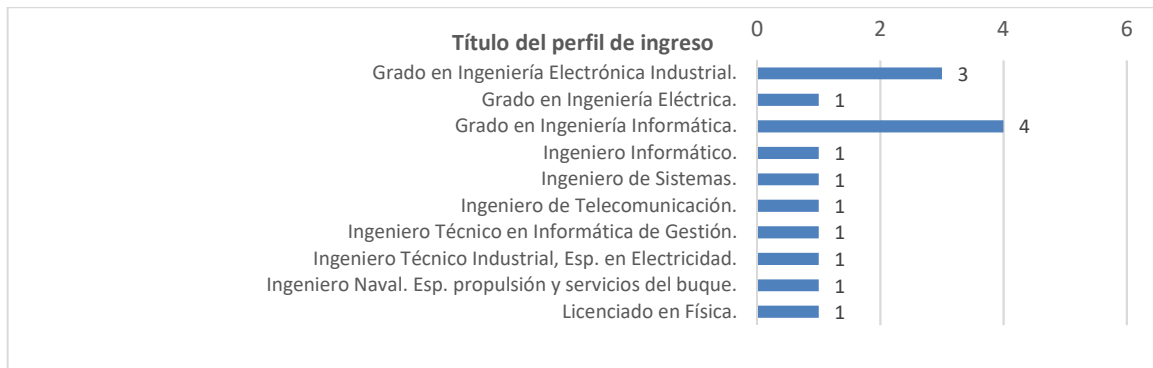 0 2 4 6
Título del perfil de ingreso
Grado en Ingeniería Electrónica Industrial. 3
Grado en Ingeniería Eléctrica. 1
Grado en Ingeniería Informática. 4
Ingeniero Informático. 1
Ingeniero de Sistemas. 1
Ingeniero de Telecomunicación. 1
Ingeniero Técnico en Informática de Gestión. 1
Ingeniero Técnico Industrial, Esp. en Electricidad. 1
Ingeniero Naval. Esp. propulsión y servicios del buque. 1
Licenciado en Física. 1